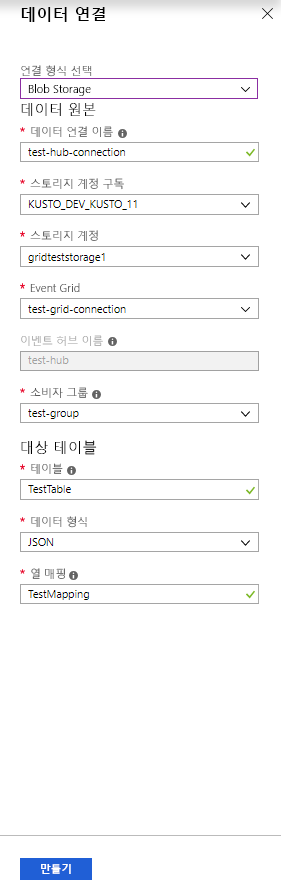 데이터 연결
연결 형식 선택
Blob Storage
데이터 원본
* 데이터 연결 이름
test-hub-connection
* 스토리지 계정 구독
KUSTO_DEV_KUSTO_11
* 스토리지 계정
gridteststorage1
* Event Grid
test-grid-connection
이벤트 허브 이름
test-hub
* 소비자 그룹
test-group
대상 테이블
* 테이블
TestTable
* 데이터 형식
JSON
* 열 매핑
TestMapping
만들기